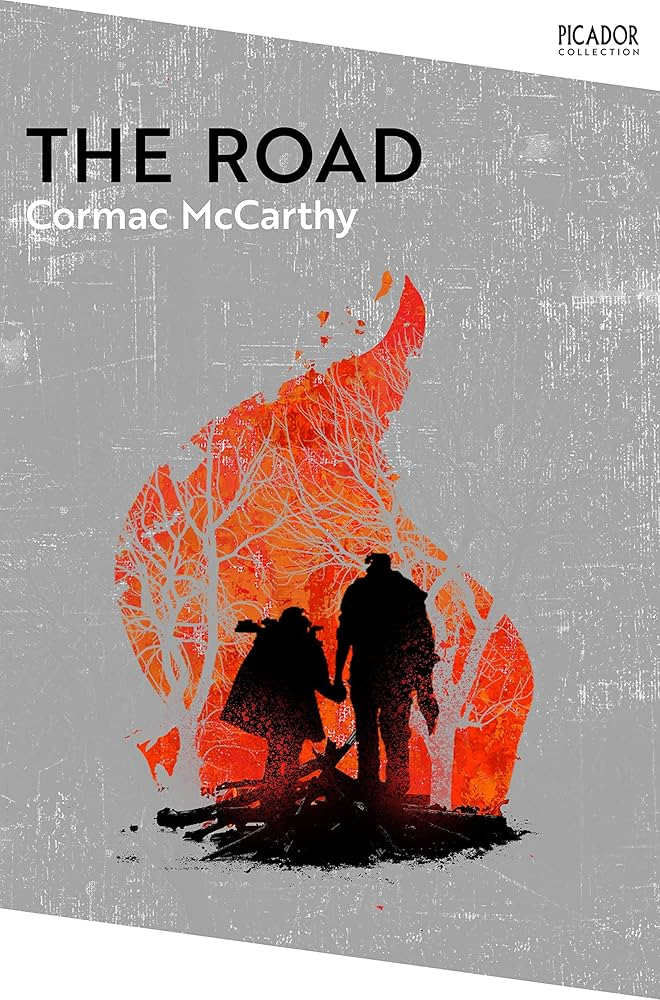 PICADOR
COLLECTION
THE ROAD
Cormac McCarthy